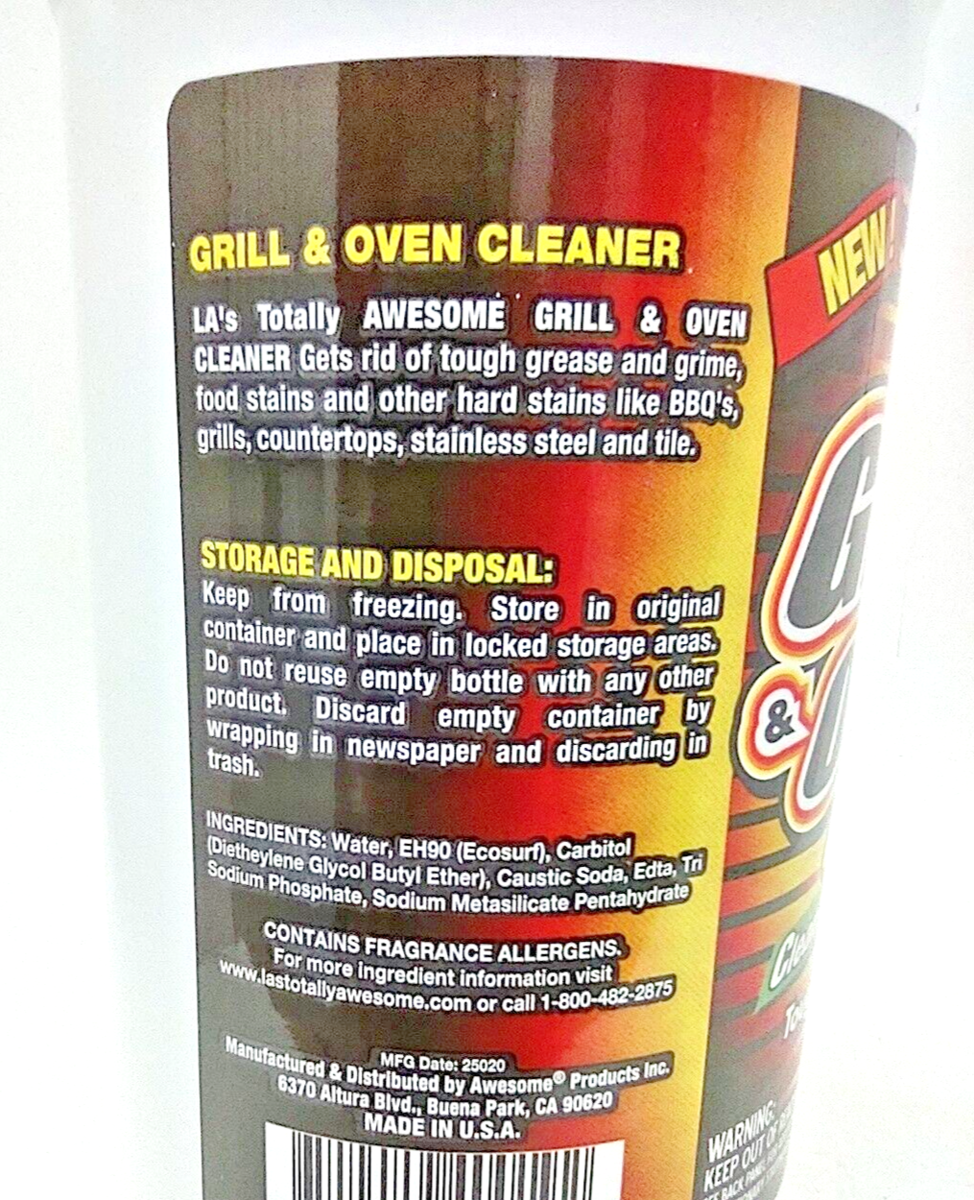 GRILL & OVEN CLEANER
LA's Totally AWESOME GRILL & OVEN
CLEANER Gets rid of tough grease and grime,
food stains and other hard stains like BBQ's,
grills, countertops, stainless steel and tile.
STORAGE AND DISPOSAL:
Keep from freezing. Store in original
container and place in locked storage areas.
Do not reuse empty bottle with any other
product. Discard empty container by
wrapping in newspaper and discarding in
trash.
INGREDIENTS: Water, EH90 (Ecosurf), Carbitol
(Dietheylene Glycol Butyl Ether), Caustic Soda, Edta, Tri
Sodium Phosphate, Sodium Metasilicate Pentahydrate
CONTAINS FRAGRANCE ALLERGENS.
For more ingredient information visit
www.lastotallyawesome.com or call 1-800-482-2875
MFG Date: 25020
Manufactured & Distributed by Awesome® Products Inc.
6370 Altura Blvd., Buena Park, CA 90620
MADE IN U.S.A.
NEW!
G
&
WARNING:
KEEP OUT OF